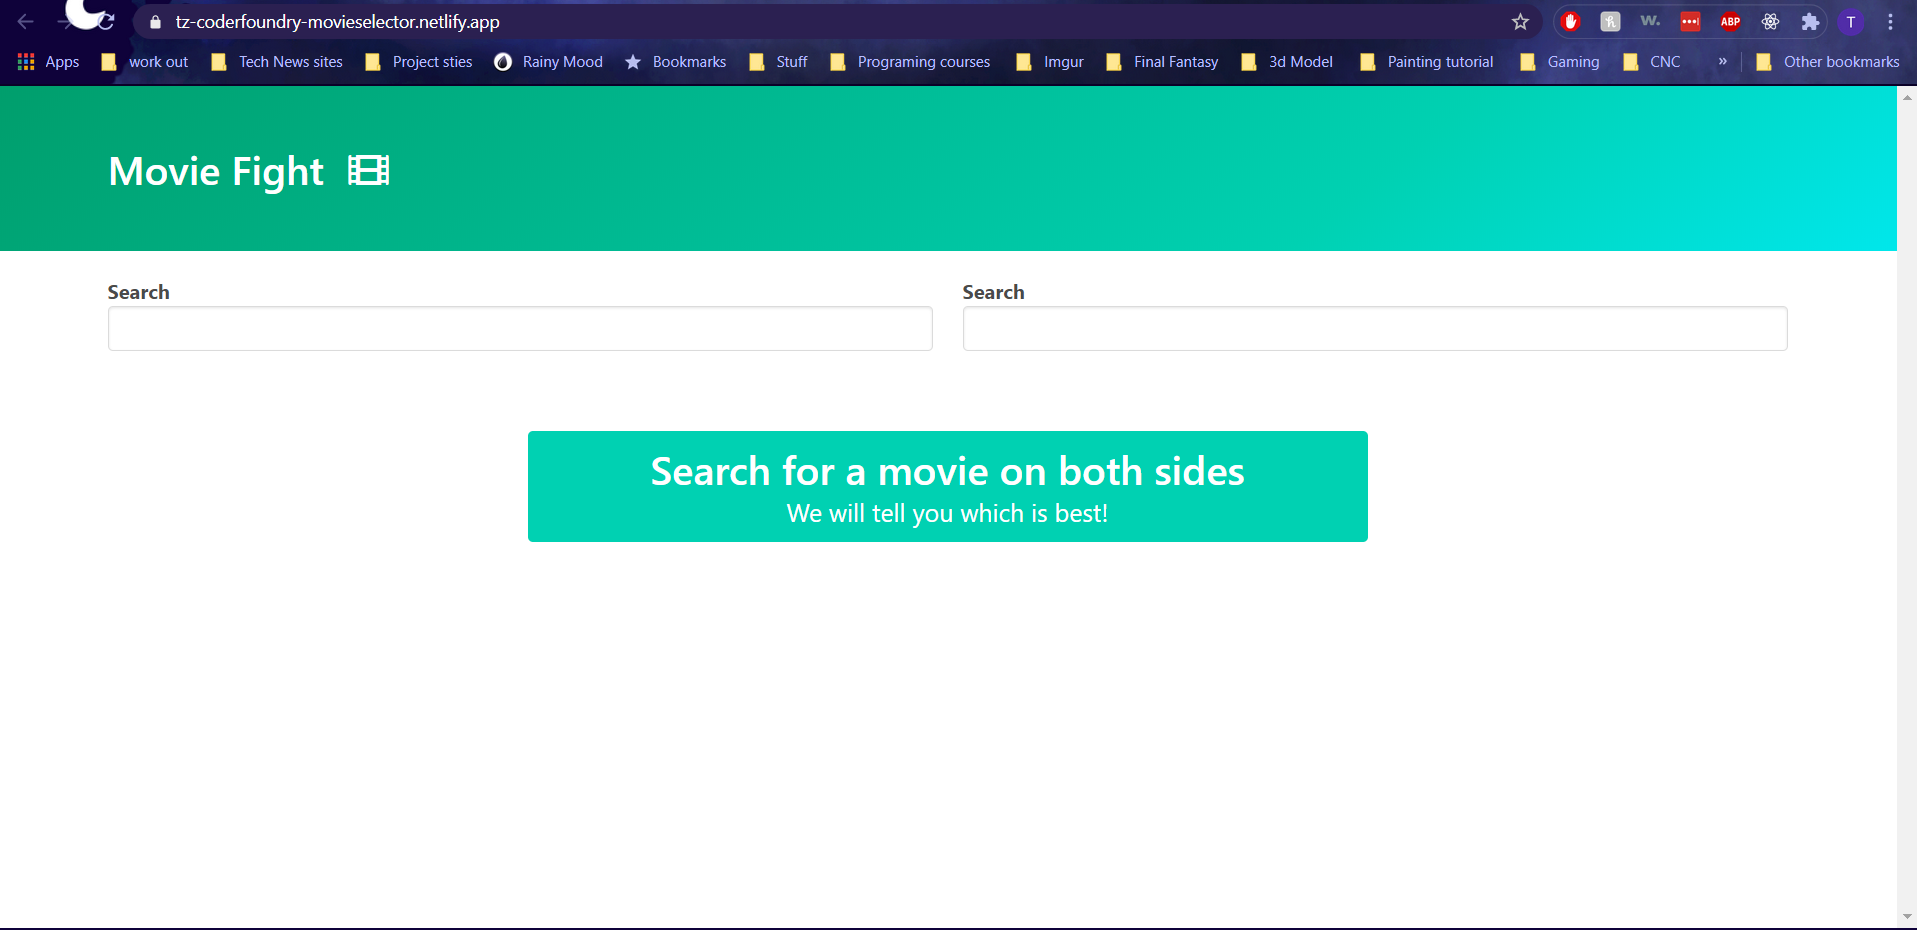 tz-coderfoundry-movieselector.netlify.app
W. ABP T
Apps work out Tech News sites Project sties Rainy Mood Bookmarks Stuff Programing courses Imgur Final Fantasy 3d Model Painting tutorial Gaming CNC » Other bookmarks
Movie Fight
Search Search
Search for a movie on both sides
We will tell you which is best!